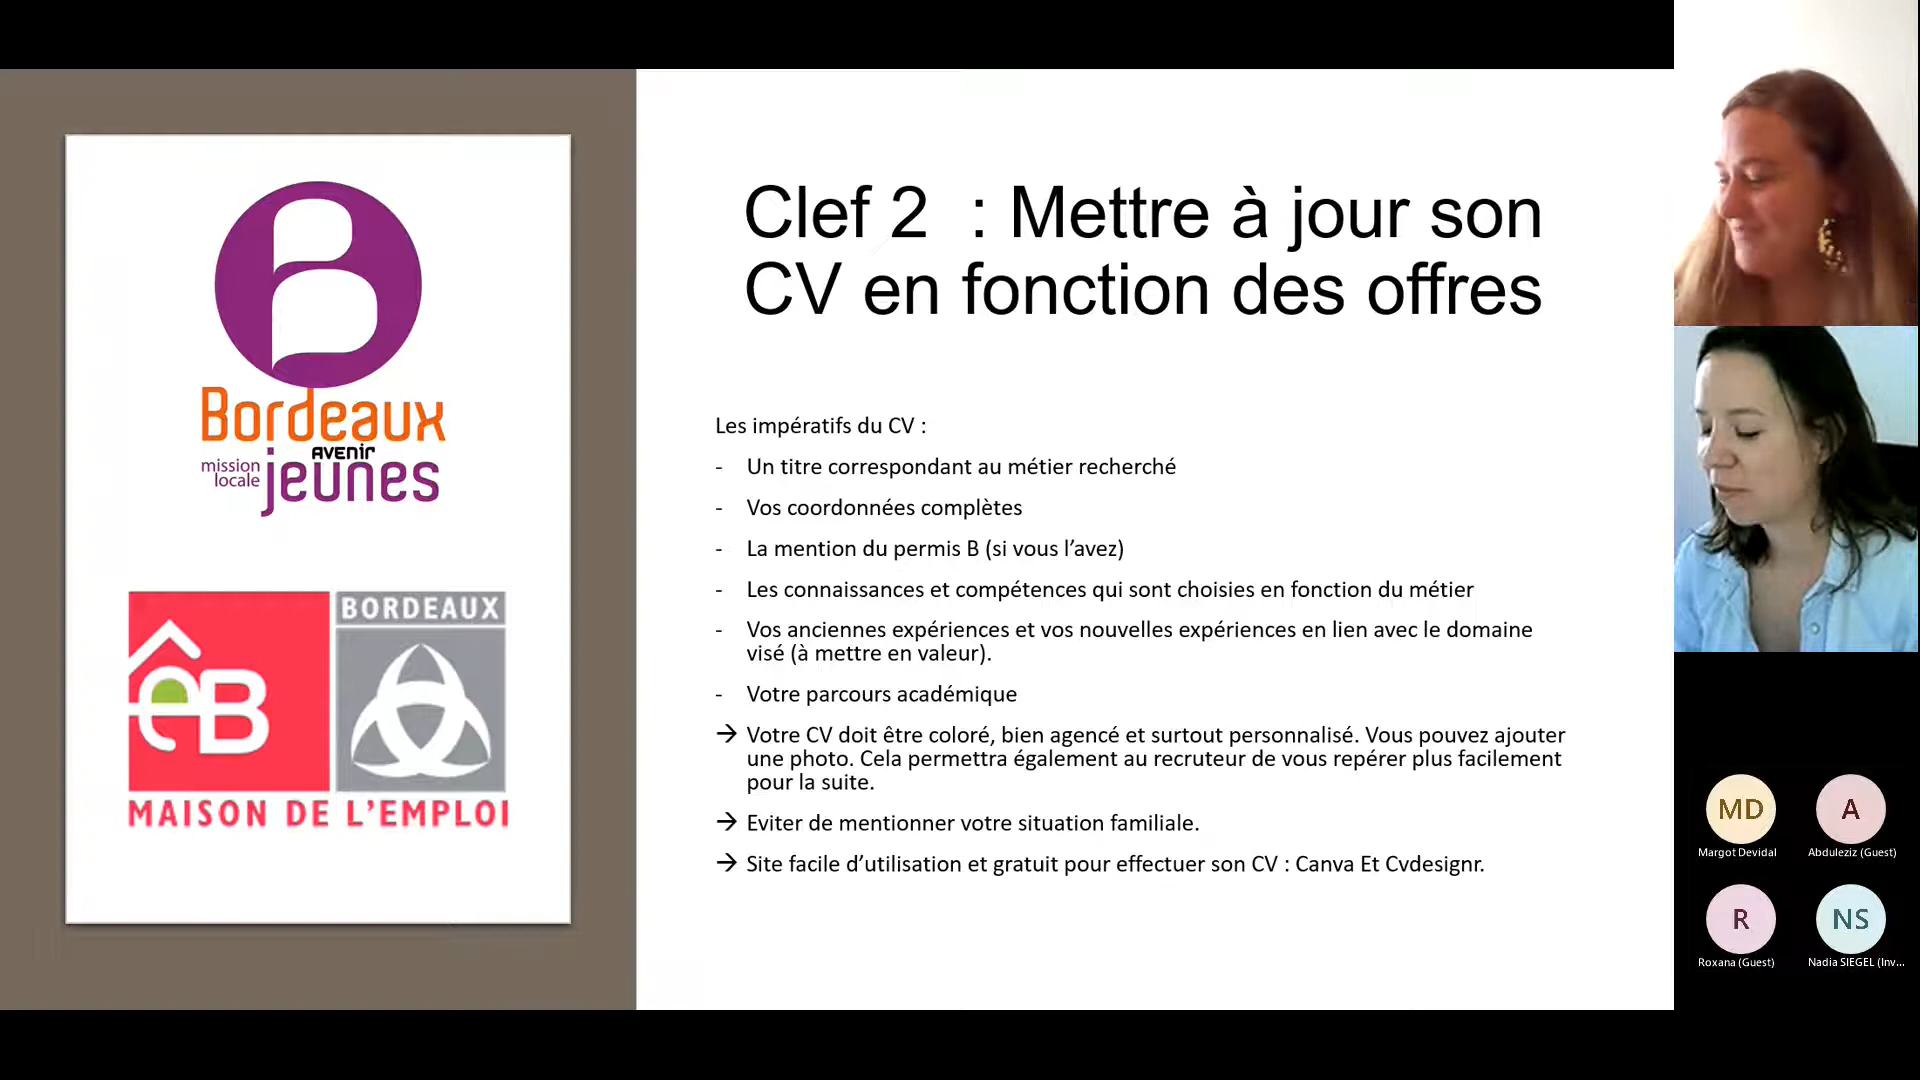 Bordeaux
AVENIR
mission
locale
jeunes
êB
BORDEAUX
MAISON DE L'EMPLOI
Clef 2 : Mettre à jour son
CV en fonction des offres
Les impératifs du CV :
- Un titre correspondant au métier recherché
- Vos coordonnées complètes
- La mention du permis B (si vous l’avez)
- Les connaissances et compétences qui sont choisies en fonction du métier
- Vos anciennes expériences et vos nouvelles expériences en lien avec le domaine
visé (à mettre en valeur).
- Votre parcours académique
→ Votre CV doit être coloré, bien agencé et surtout personnalisé. Vous pouvez ajouter
une photo. Cela permettra également au recruteur de vous repérer plus facilement
pour la suite.
→ Eviter de mentionner votre situation familiale.
→ Site facile d’utilisation et gratuit pour effectuer son CV : Canva Et Cvdesignr.
MD
Margot Devidal
A
Abduleziz (Guest)
R
Roxana (Guest)
NS
Nadia SIEGEL (Inv...